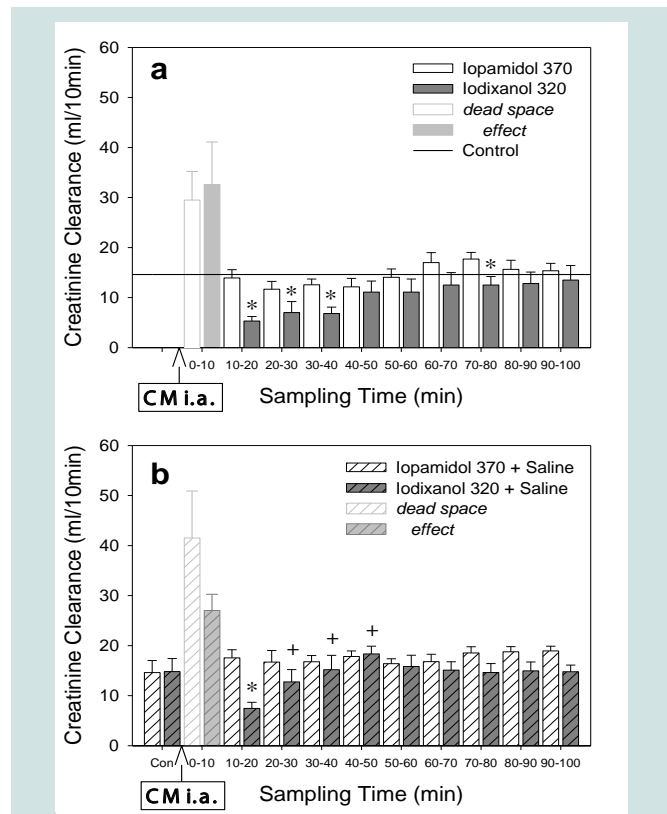 60
a
Iopamidol 370
50
Iodixanol 320
dead space
40
effect
Control
30
20
* * * *
10
0
Creatinine Clearance (ml/10min)
0-10 10-20 20-30 30-40 40-50 50-60 60-70 70-80 80-90 90-100
CM i.a.
Sampling Time (min)
60
b
Iopamidol 370 + Saline
50
Iodixanol 320 + Saline
dead space
40
effect
30
20
* + + +
10
0
Creatinine Clearance (ml/10min)
Con 0-10 10-20 20-30 30-40 40-50 50-60 60-70 70-80 80-90 90-100
CM i.a.
Sampling Time (min)